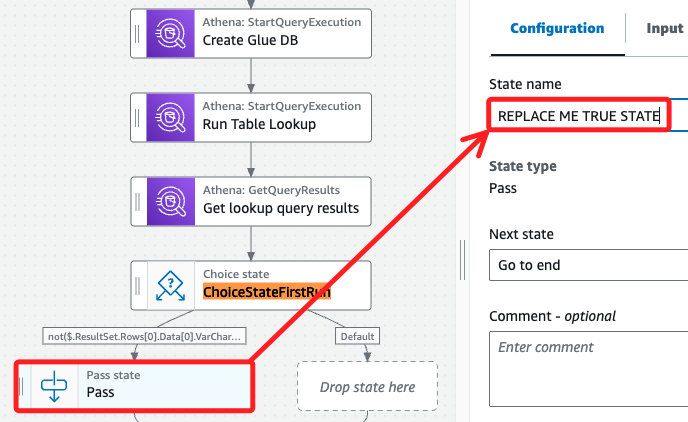 Athena: StartQueryExecution
Create Glue DB
Athena: StartQueryExecution
Run Table Lookup
Athena: GetQueryResults
Get lookup query results
Choice state
ChoiceStateFirstRun
not($.ResultSet.Rows[0].Data[0].VarChar...
Default
Pass state
Pass
Drop state here
Configuration
Input
State name
REPLACE ME TRUE STATE
State type
Pass
Next state
Go to end
Comment - optional
Enter comment